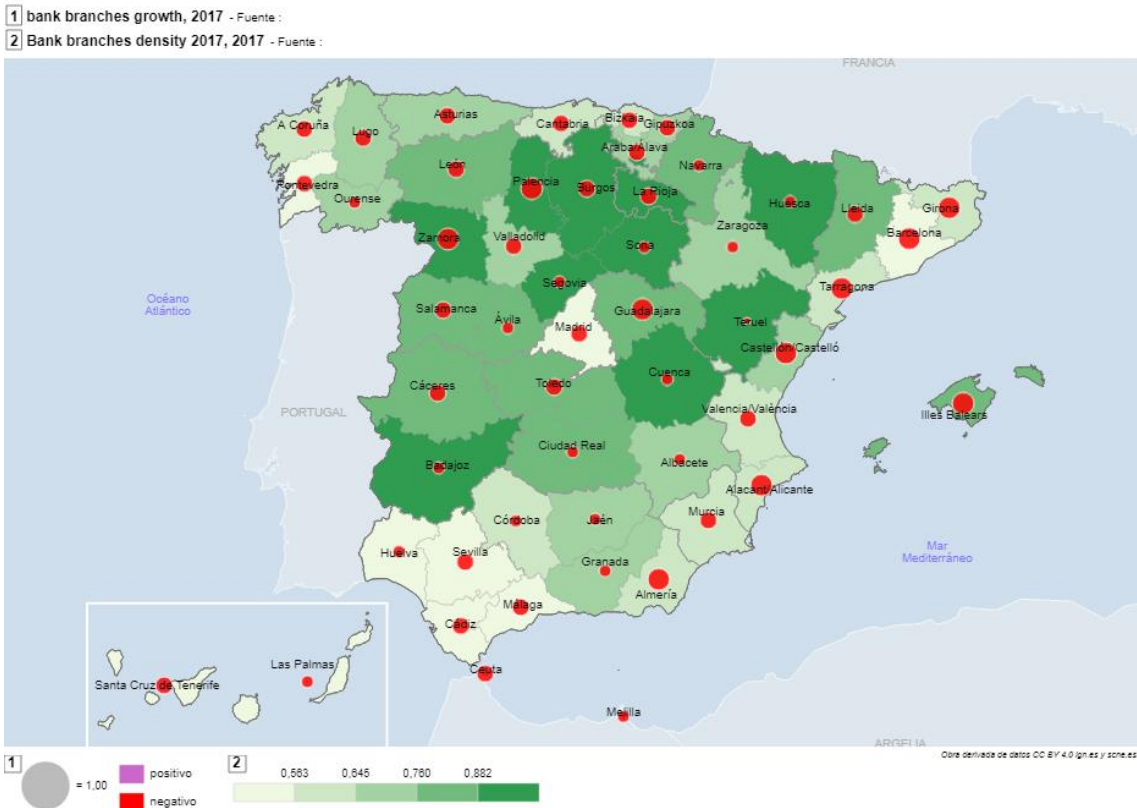 1 bank branches growth, 2017 - Fuente :
2 Bank branches density 2017, 2017 - Fuente :
FRANCIA
A Coruña
Lugo
Asturias
Cantabria
Bizkaia
Gipuzkoa
Araba/Álava
Navarra
León
Palencia
Burgos
La Rioja
Huesca
Lleida
Girona
Barcelona
Pontevedra
Ourense
Zamora
Valladolid
Soria
Zaragoza
Segovia
Tarragona
Océano
Atlántico
Salamanca
Ávila
Madrid
Guadalajara
Teruel
Castellón/Castelló
Cuenca
Cáceres
Toledo
PORTUGAL
Valencia/València
Illes Balears
Ciudad Real
Badajoz
Albacete
Alacant/Alicante
Córdoba
Jaén
Murcia
Huelva
Sevilla
Granada
Almería
Mar
Mediterráneo
Málaga
Cádiz
Ceuta
Las Palmas
Santa Cruz de Tenerife
Melilla
ARGELIA
Obra derivada de datos CC BY 4.0 ign.es y scne.es
1
= 1,00
positivo
negativo
2
0,563 0,645 0,760 0,882